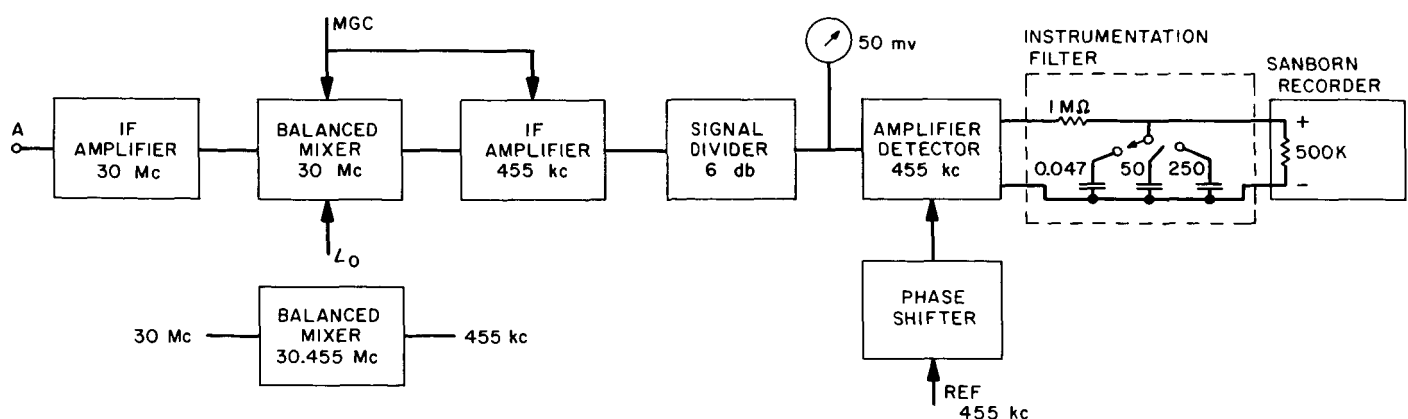 MGC
50 mv
INSTRUMENTATION
FILTER
SANBORN
RECORDER
A
IF
AMPLIFIER
30 Mc
BALANCED
MIXER
30 Mc
IF
AMPLIFIER
455 kc
SIGNAL
DIVIDER
6 db
AMPLIFIER
DETECTOR
455 kc
1 MΩ
0.047
50
250
+
500K
−
LO
30 Mc
BALANCED
MIXER
30.455 Mc
455 kc
PHASE
SHIFTER
REF
455 kc